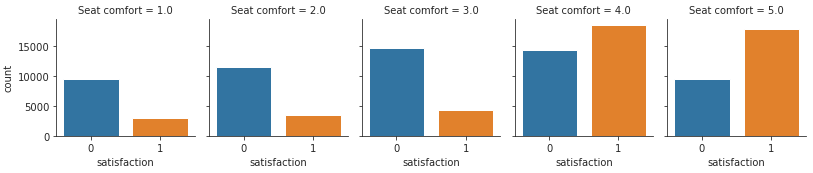 Seat comfort = 1.0 Seat comfort = 2.0 Seat comfort = 3.0 Seat comfort = 4.0 Seat comfort = 5.0
15000
10000
5000
0
count
0 1 0 1 0 1 0 1 0 1
satisfaction satisfaction satisfaction satisfaction satisfaction